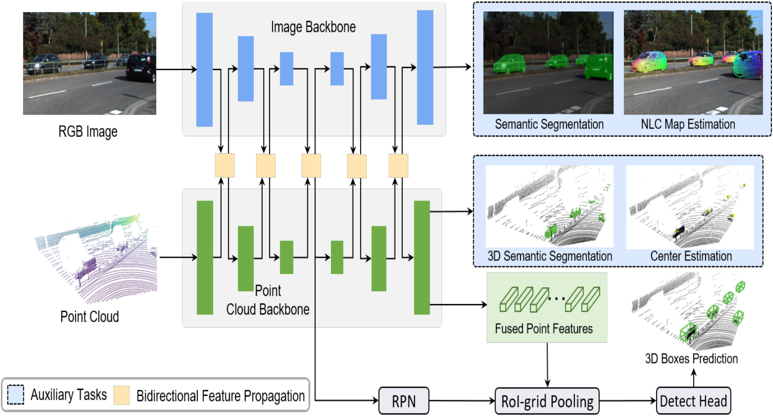 Image Backbone
RGB Image
Semantic Segmentation
NLC Map Estimation
Point Cloud
Point
Cloud Backbone
3D Semantic Segmentation
Center Estimation
Fused Point Features
3D Boxes Prediction
Auxiliary Tasks
Bidirectional Feature Propagation
RPN
RoI-grid Pooling
Detect Head